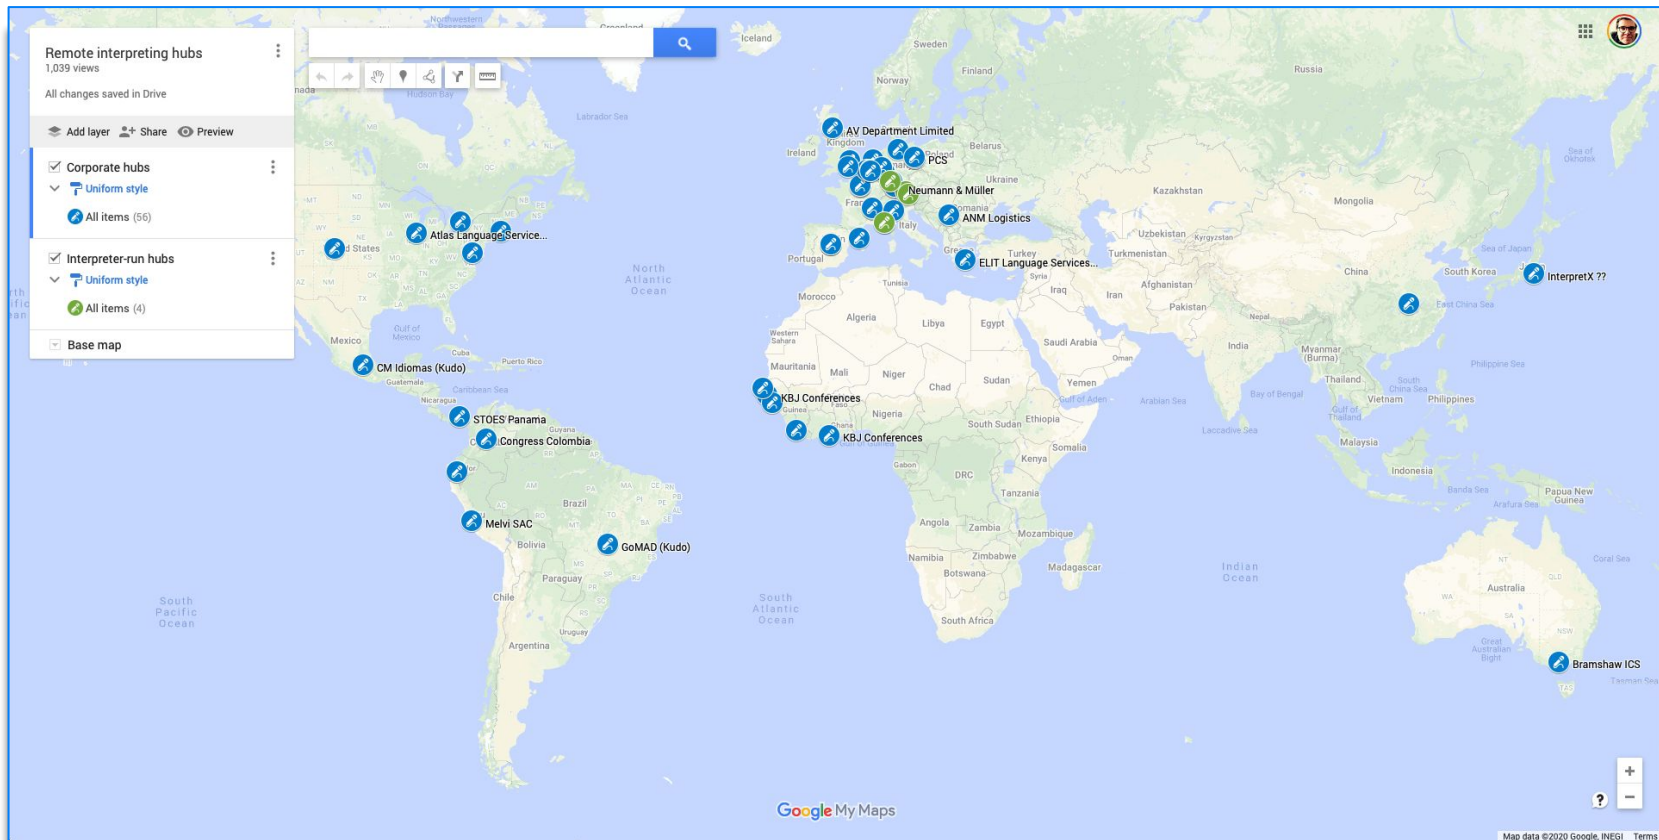 Remote interpreting hubs
1,039 views
All changes saved in Drive
Add layer
Share
Preview
Corporate hubs
Uniform style
All items (56)
Interpreter-run hubs
Uniform style
All items (4)
Base map
Iceland
Sweden
Finland
Norway
Russia
Hudson Bay
Labrador Sea
AV Department Limited
Ireland
Kingdom
Belarus
PCS
Ukraine
Neumann & Müller
Kazakhstan
Mongolia
Sea of
Okhotsk
ANM Logistics
Italy
Atlas Language Service...
Portugal
Turkey
ELIT Language Services...
Uzbekistan
Kyrgyzstan
Turkmenistan
Syria
Sea of Japan
South Korea
InterpretX ??
China
East China Sea
North
Atlantic
Ocean
Tunisia
Morocco
Iraq
Iran
Afghanistan
Pakistan
Nepal
Algeria
Libya
Egypt
Western
Sahara
Saudi Arabia
Oman
India
Myanmar
(Burma)
Gulf of
Mexico
Mexico
Cuba
Puerto Rico
CM Idiomas (Kudo)
Guatemala
Caribbean Sea
Nicaragua
Mauritania
Mali
Niger
Chad
Sudan
Yemen
Gulf of Aden
Arabian Sea
Bay of Bengal
Thailand
Vietnam
South
China Sea
Philippines
Philippine Sea
Gulf of
Thailand
KBJ Conferences
Guinea
Nigeria
South Sudan
Ethiopia
Somalia
Laccadive Sea
Malaysia
STOES Panama
Guyana
Congress Colombia
KBJ Conferences
Gabon
DRC
Kenya
Tanzania
Indonesia
Banda Sea
Papua New
Guinea
Arafura Sea
Brazil
Melvi SAC
Bolivia
GoMAD (Kudo)
Angola
Zambia
Mozambique
Namibia
Zimbabwe
Botswana
Madagascar
Indian
Ocean
Coral Sea
Australia
Paraguay
Chile
South
Pacific
Ocean
South
Atlantic
Ocean
South Africa
Uruguay
Argentina
Great
Australian
Bight
Bramshaw ICS
Tasman Sea
Google My Maps
Map data ©2020 Google, INEGI
Terms